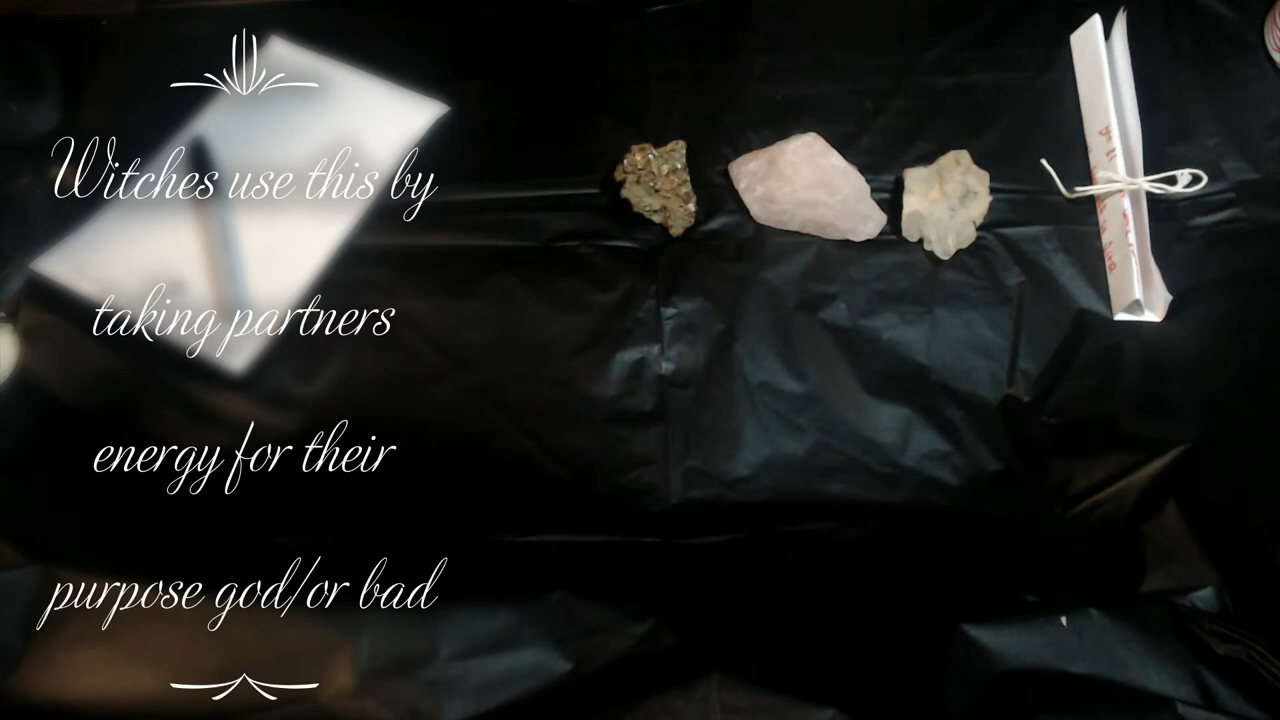 Witches use this by
taking partners
energy for their
purpose god/or bad